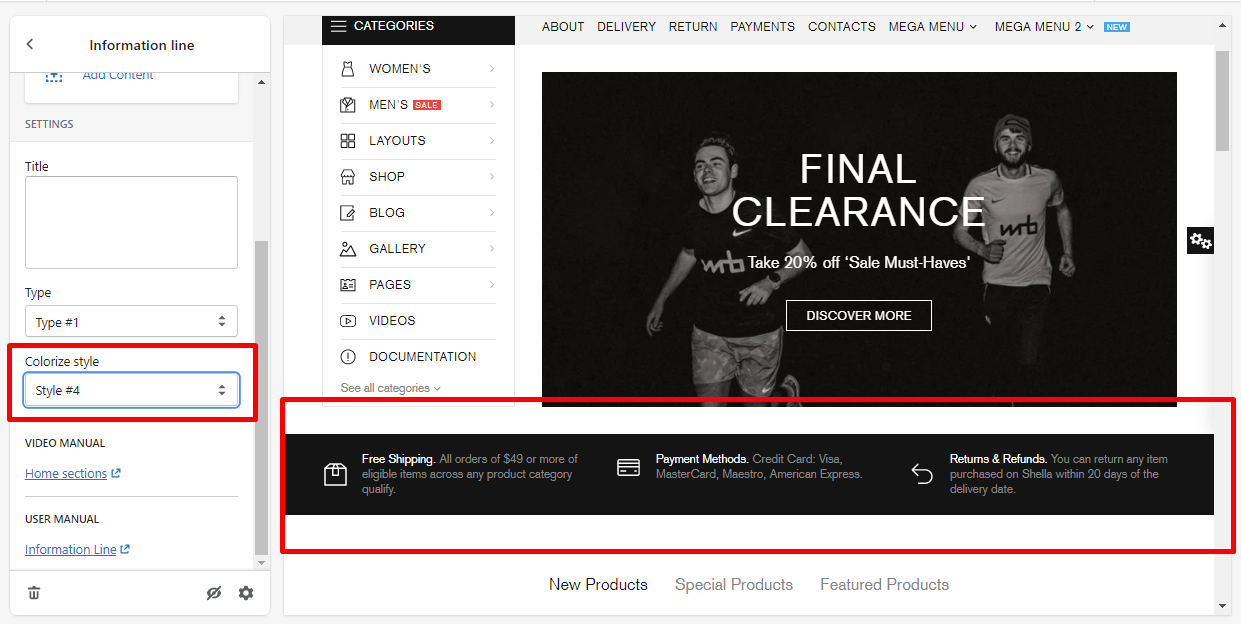 Information line
Add Content
SETTINGS
Title
Type
Type #1
Colorize style
Style #4
VIDEO MANUAL
Home sections
USER MANUAL
Information Line
CATEGORIES
ABOUT DELIVERY RETURN PAYMENTS CONTACTS MEGA MENU MEGA MENU 2 NEW
WOMEN'S
MEN'S SALE
LAYOUTS
SHOP
BLOG
GALLERY
PAGES
VIDEOS
DOCUMENTATION
See all categories
FINAL
CLEARANCE
wrb
wrb
Take 20% off ‘Sale Must-Haves’
DISCOVER MORE
Free Shipping. All orders of $49 or more of
eligible items across any product category
qualify.
Payment Methods. Credit Card: Visa,
MasterCard, Maestro, American Express.
Returns & Refunds. You can return any item
purchased on Shella within 20 days of the
delivery date.
New Products Special Products Featured Products